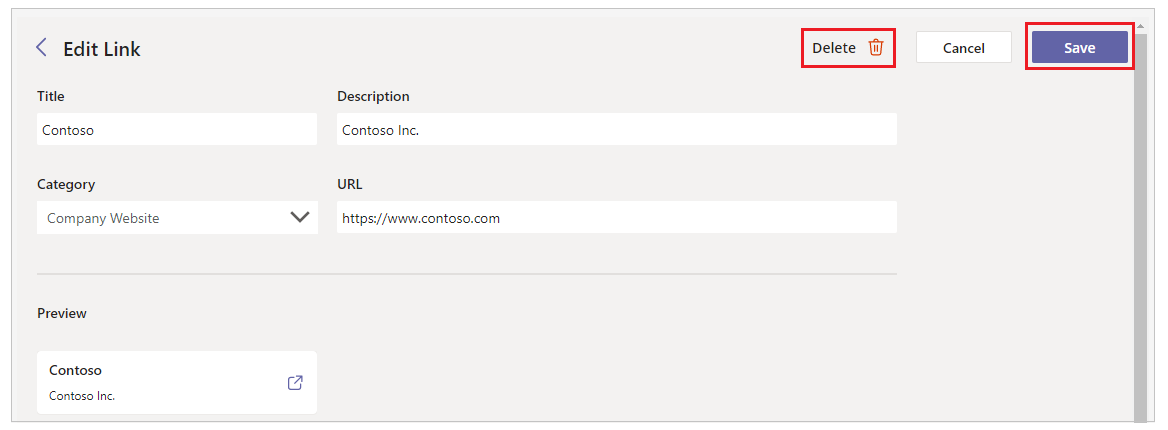 Edit Link
Delete
Cancel
Save
Title
Description
Contoso
Contoso Inc.
Category
URL
Company Website
https://www.contoso.com
Preview
Contoso
Contoso Inc.